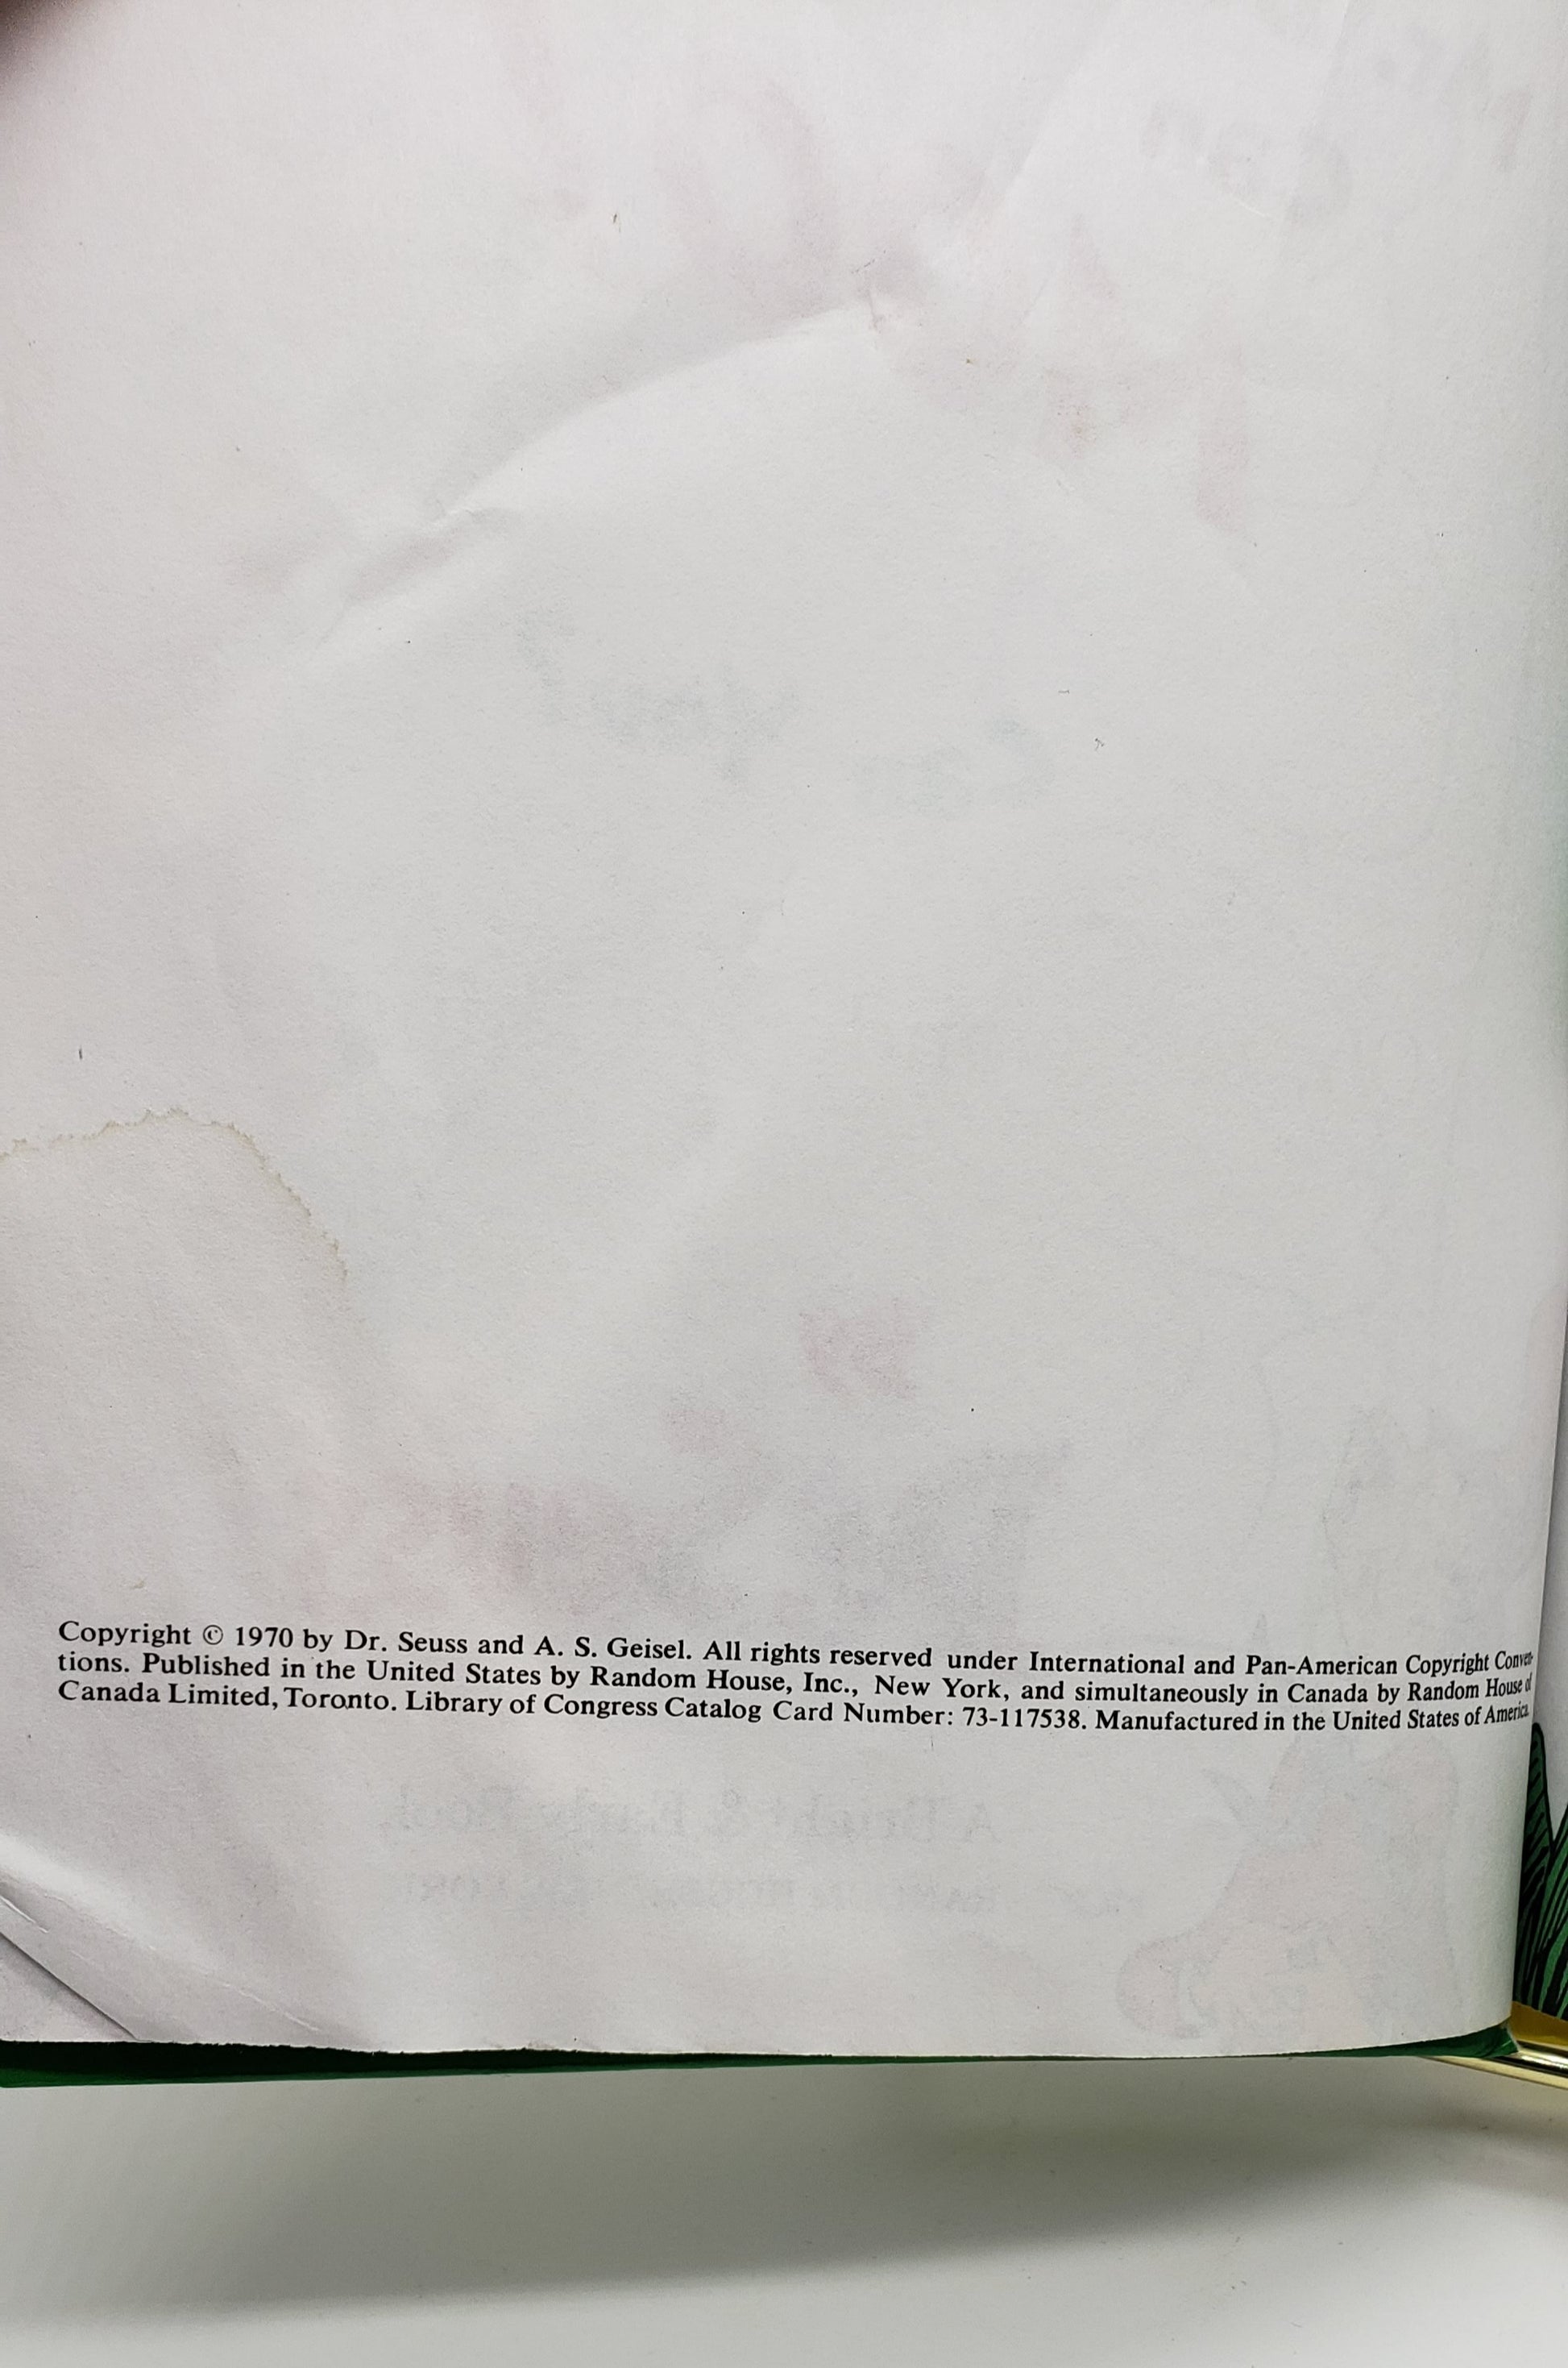 Copyright © 1970 by Dr. Seuss and A. S. Geisel. All rights reserved under International and Pan-American Copyright Conven-
tions. Published in the United States by Random House, Inc., New York, and simultaneously in Canada by Random House of
Canada Limited, Toronto. Library of Congress Catalog Card Number: 73-117538. Manufactured in the United States of America.